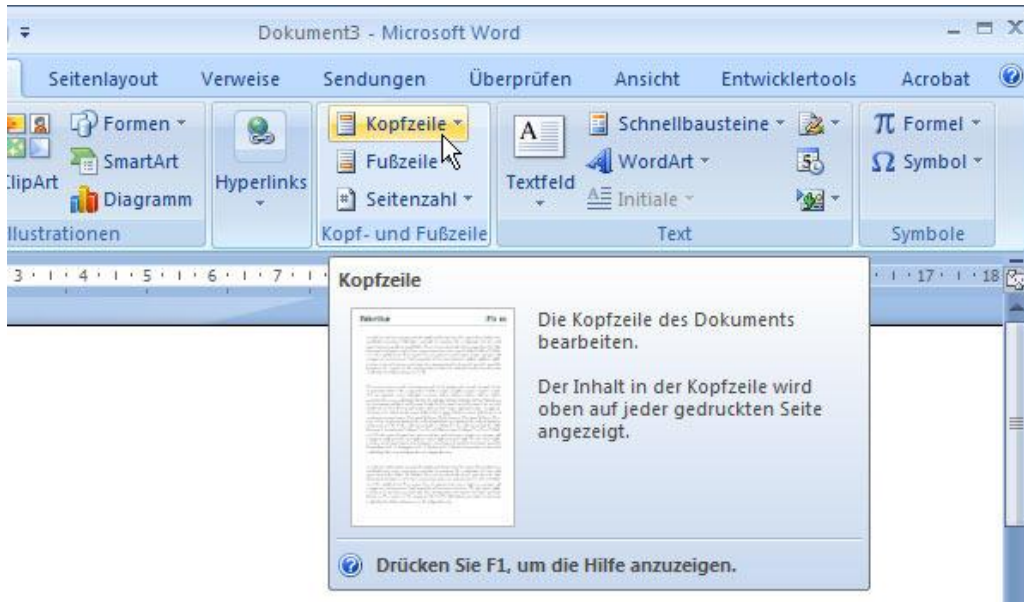 Dokument3 - Microsoft Word
Seitenlayout Verweise Sendungen Überprüfen Ansicht Entwicklertools Acrobat
Formen
SmartArt
Diagramm
ClipArt
Illustrationen
Hyperlinks
Kopfzeile
Fußzeile
Seitenzahl
Kopf- und Fußzeile
A
Textfeld
Schnellbausteine
WordArt
Initiale
Text
π Formel
Ω Symbol
Symbole
3 4 5 6 7 17 18
Kopfzeile
Die Kopfzeile des Dokuments
bearbeiten.
Der Inhalt in der Kopfzeile wird
oben auf jeder gedruckten Seite
angezeigt.
Drücken Sie F1, um die Hilfe anzuzeigen.